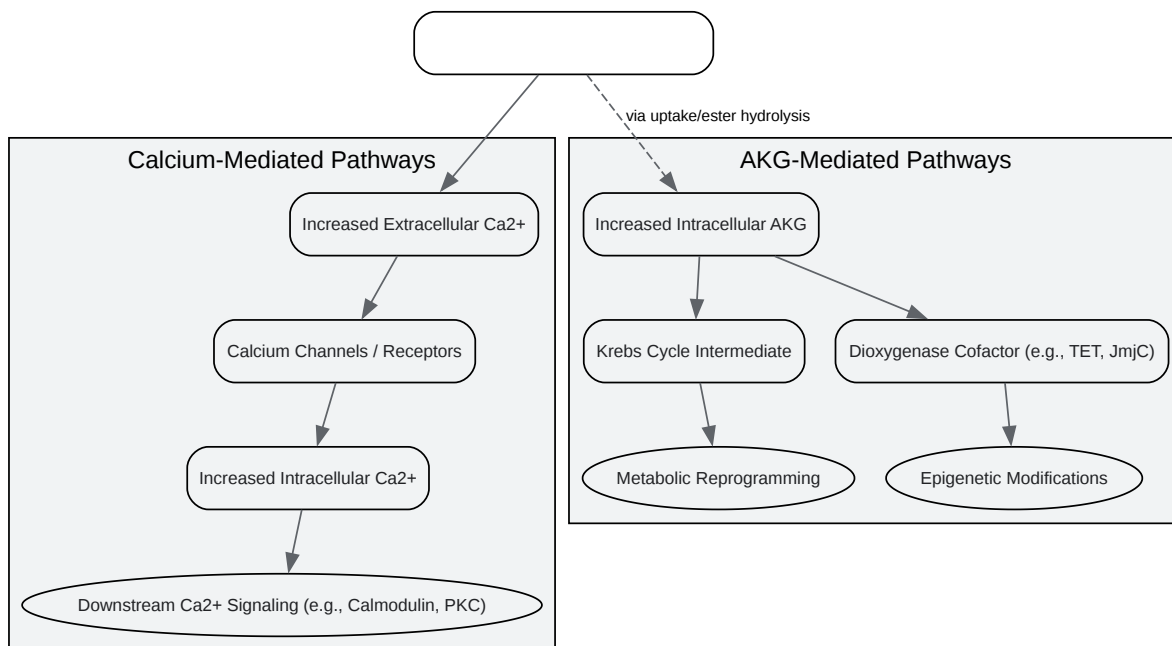 via uptake/ester hydrolysis
Calcium-Mediated Pathways
Increased Extracellular Ca2+
Calcium Channels / Receptors
Increased Intracellular Ca2+
Downstream Ca2+ Signaling (e.g., Calmodulin, PKC)
AKG-Mediated Pathways
Increased Intracellular AKG
Krebs Cycle Intermediate
Dioxygenase Cofactor (e.g., TET, JmjC)
Metabolic Reprogramming
Epigenetic Modifications